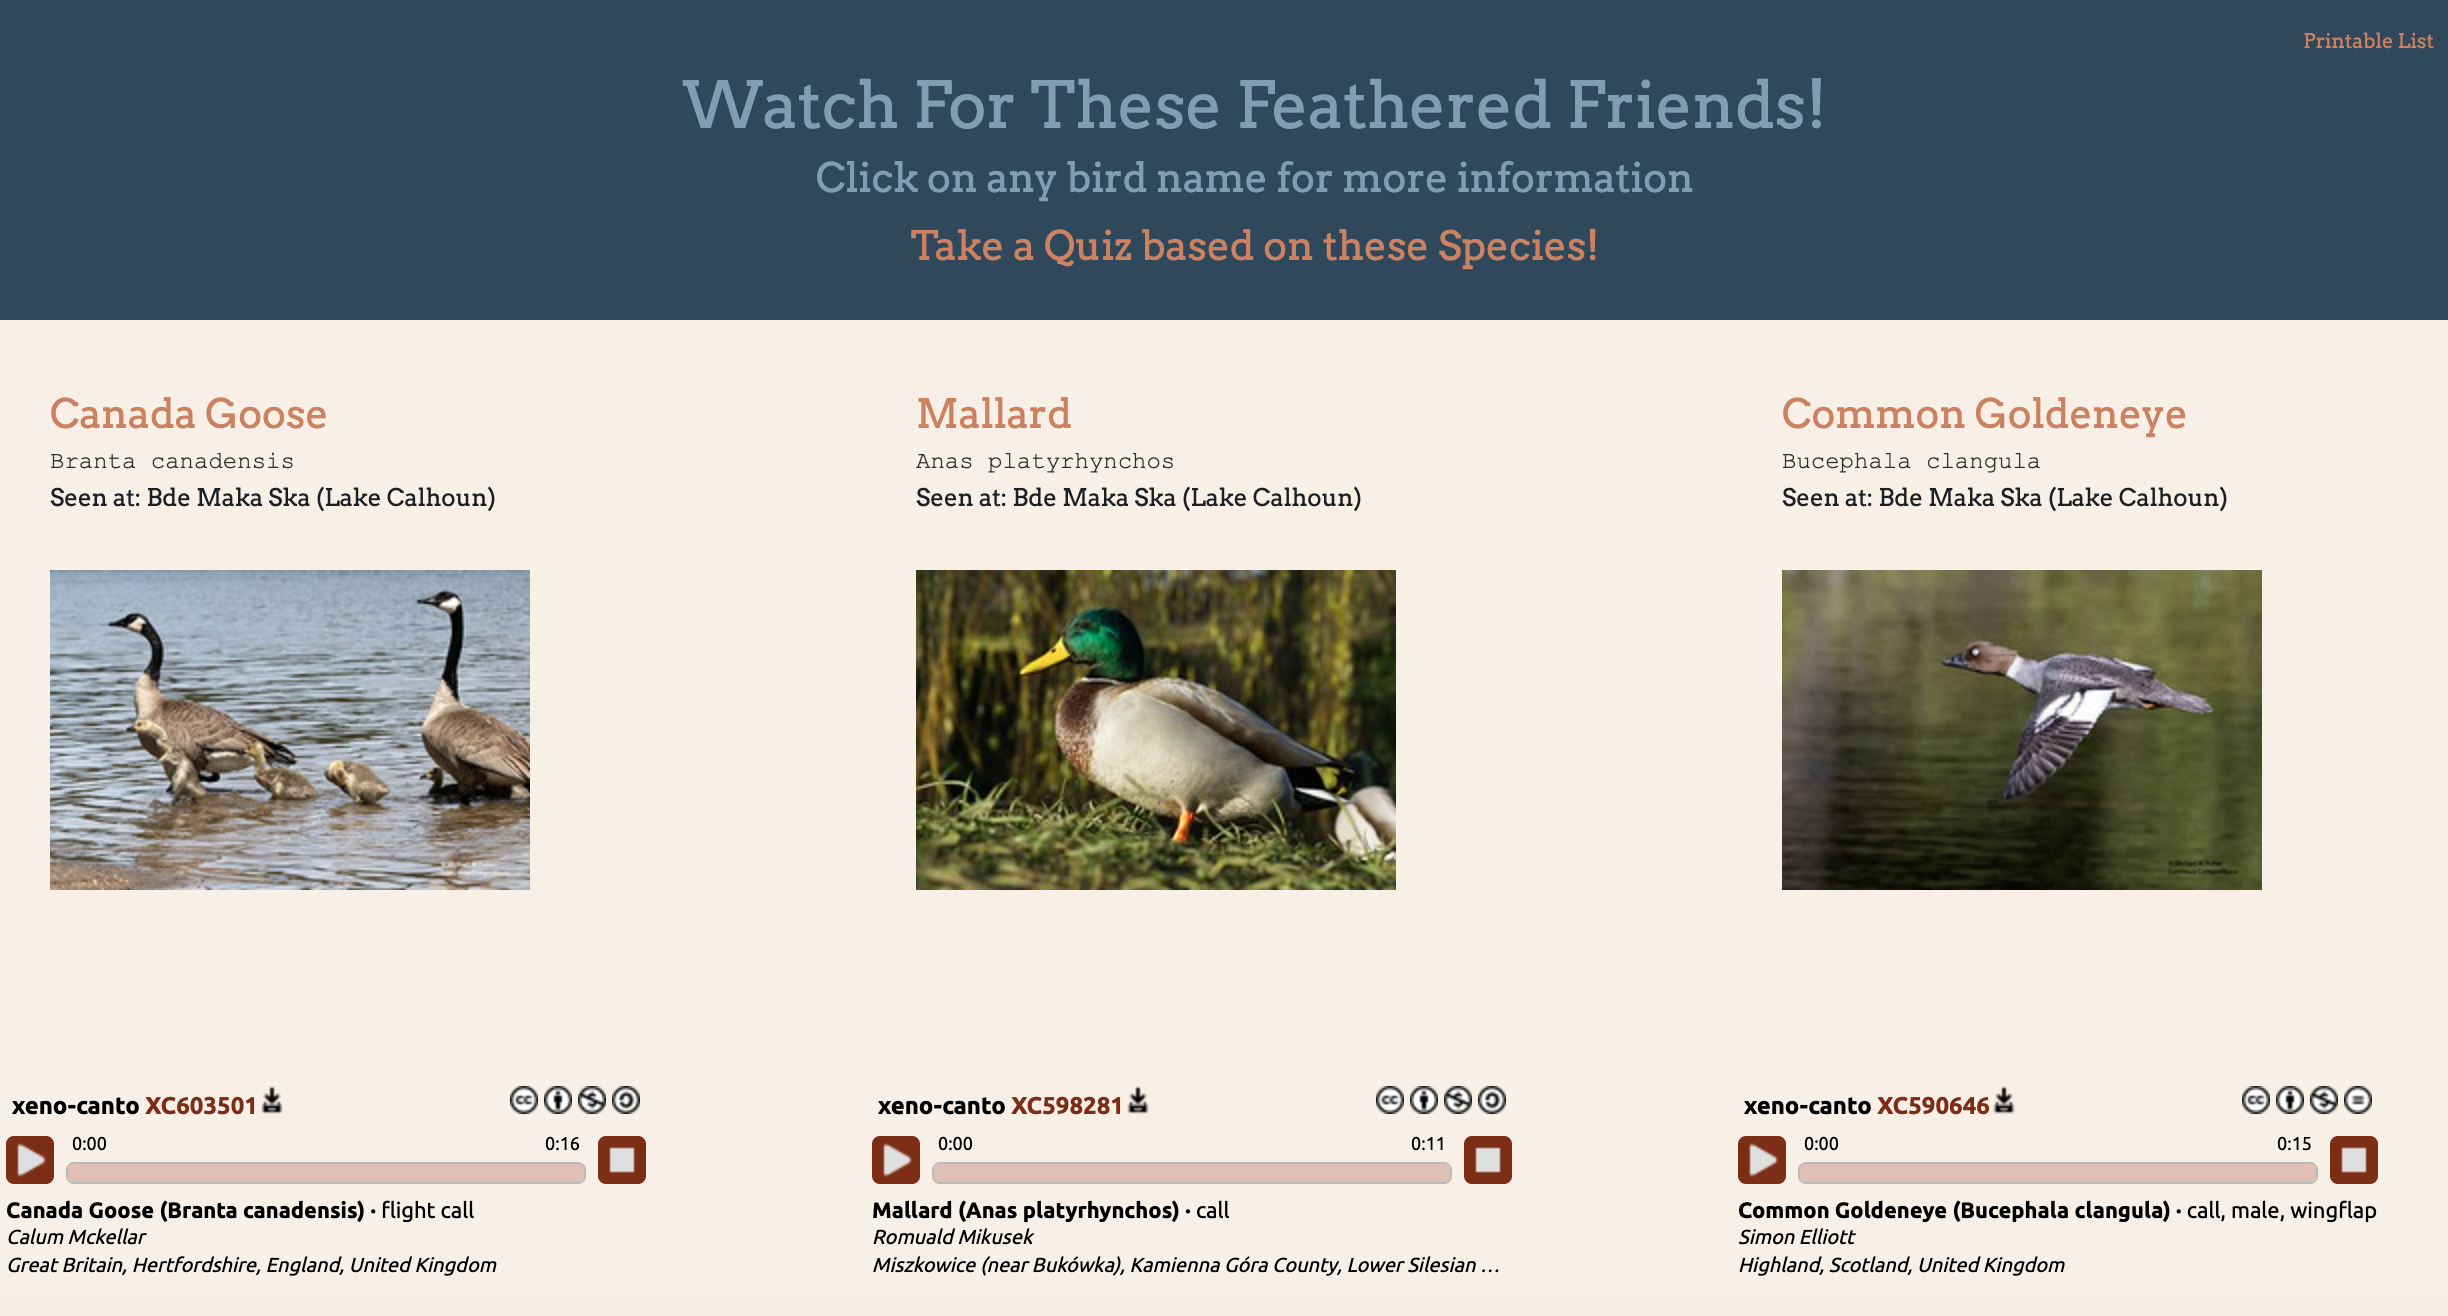 Printable List
Watch For These Feathered Friends!
Click on any bird name for more information
Take a Quiz based on these Species!
Canada Goose
Branta canadensis
Seen at: Bde Maka Ska (Lake Calhoun)
Mallard
Anas platyrhynchos
Seen at: Bde Maka Ska (Lake Calhoun)
Common Goldeneye
Bucephala clangula
Seen at: Bde Maka Ska (Lake Calhoun)
xeno-canto XC603501
0:00 0:16
Canada Goose (Branta canadensis) · flight call
Calum Mckellar
Great Britain, Hertfordshire, England, United Kingdom
xeno-canto XC598281
0:00 0:11
Mallard (Anas platyrhynchos) · call
Romuald Mikusek
Miszkowice (near Bukówka), Kamienna Góra County, Lower Silesian ...
xeno-canto XC590646
0:00 0:15
Common Goldeneye (Bucephala clangula) · call, male, wingflap
Simon Elliott
Highland, Scotland, United Kingdom